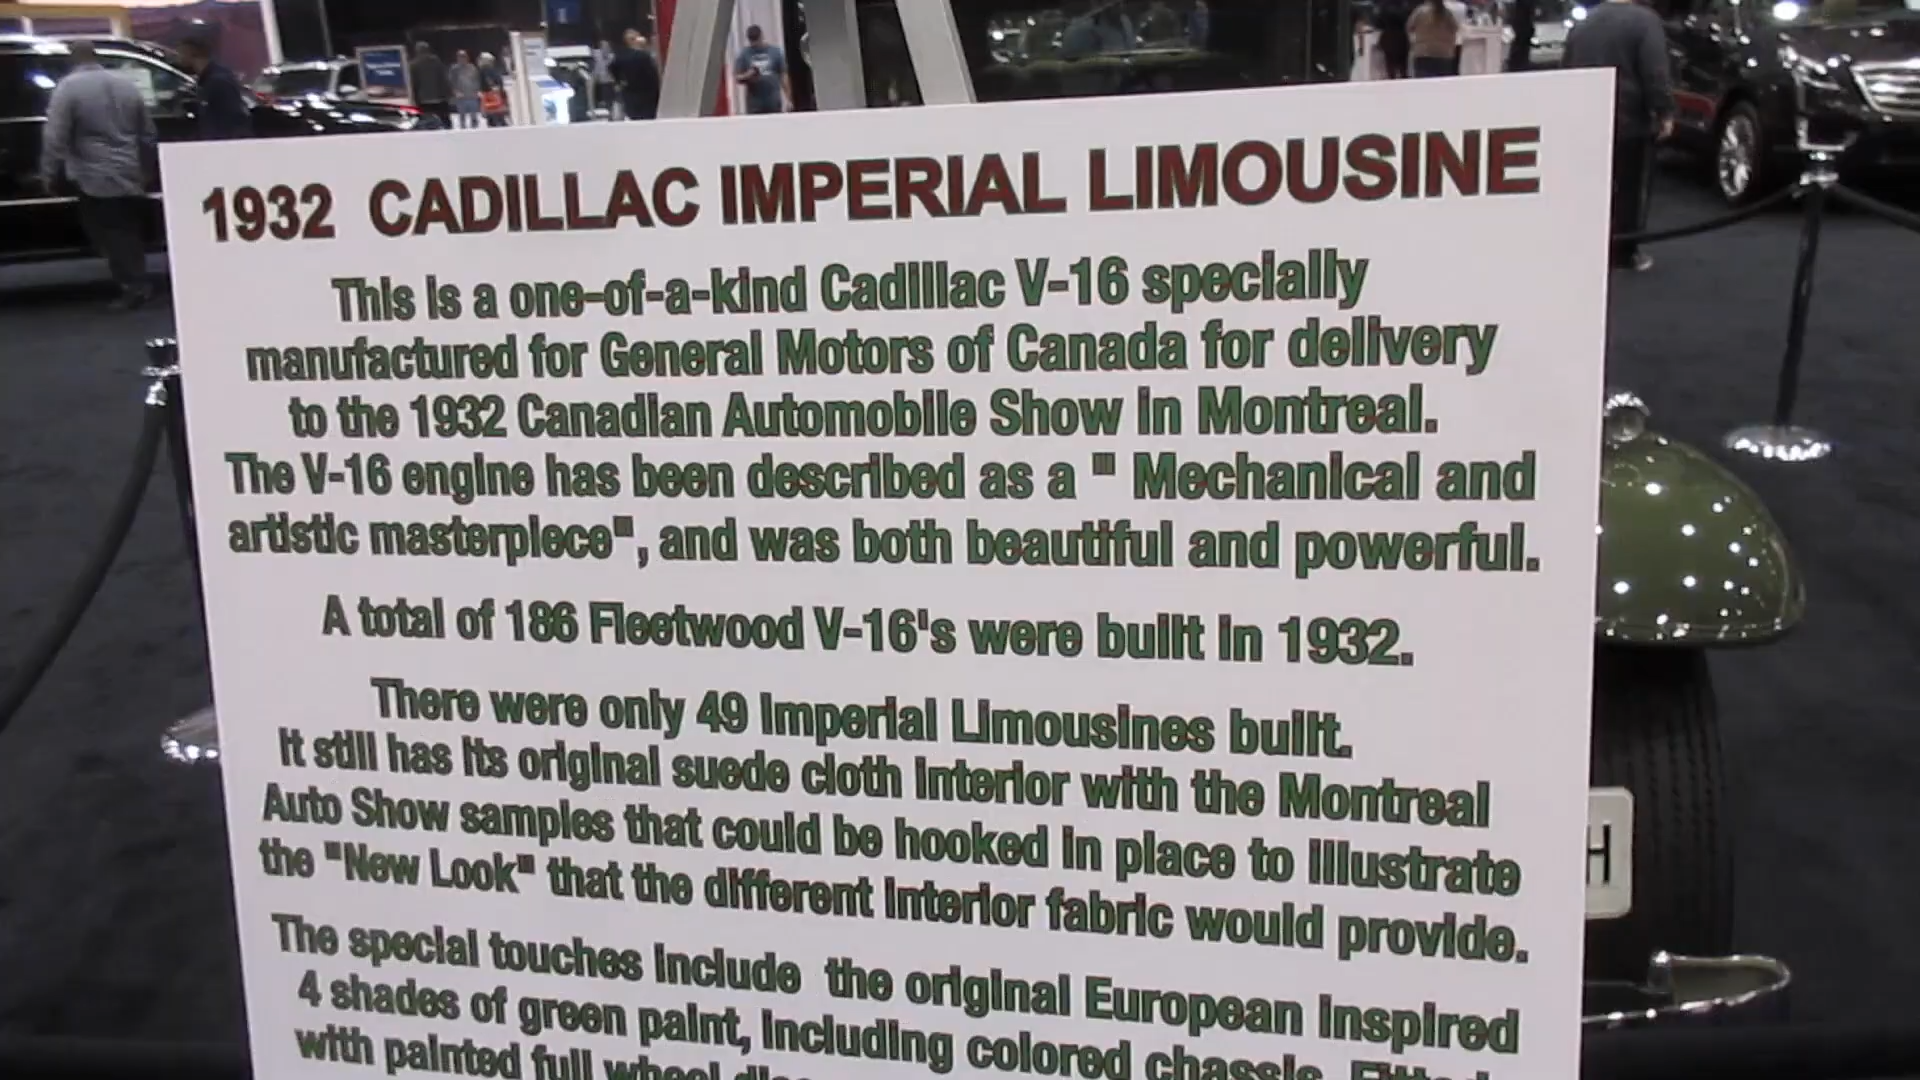 1932 CADILLAC IMPERIAL LIMOUSINE
This is a one-of-a-kind Cadillac V-16 specially
manufactured for General Motors of Canada for delivery
to the 1932 Canadian Automobile Show in Montreal.
The V-16 engine has been described as a " Mechanical and
artistic masterpiece", and was both beautiful and powerful.
A total of 186 Fleetwood V-16's were built in 1932.
There were only 49 Imperial Limousines built.
It still has its original suede cloth interior with the Montreal
Auto Show samples that could be hooked in place to illustrate
the "New Look" that the different interior fabric would provide.
The special touches include the original European inspired
4 shades of green paint, including colored chassis. Fitted
with painted full wheel
H